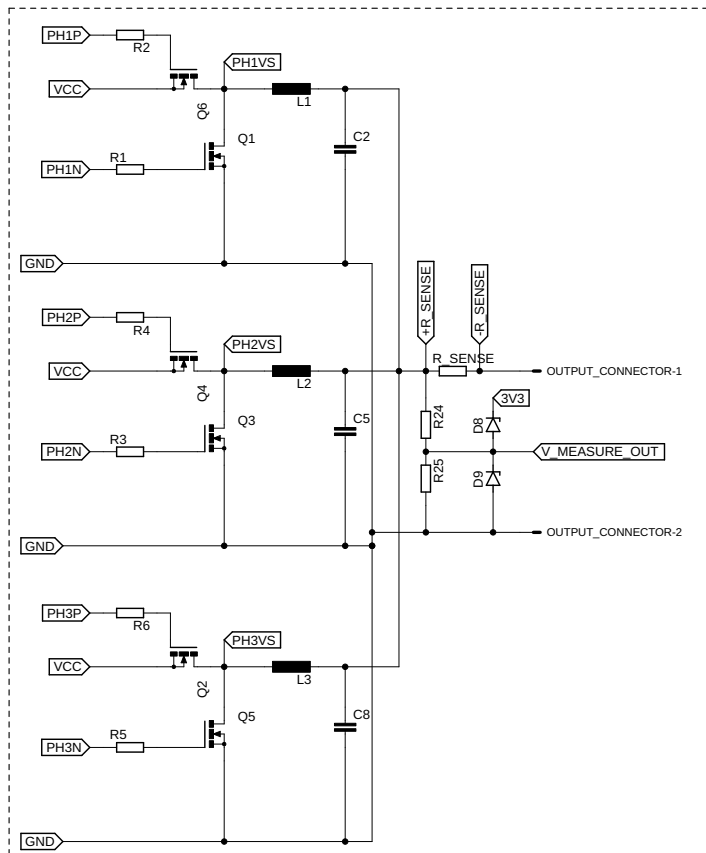 PH1P
R2
PH1VS
VCC
Q6
L1
Q1
C2
PH1N
R1
GND
+R_SENSE
-R_SENSE
PH2P
R4
PH2VS
VCC
Q4
L2
R_SENSE
OUTPUT_CONNECTOR-1
3V3
Q3
C5
R24
D8
PH2N
R3
V_MEASURE_OUT
R25
D9
GND
OUTPUT_CONNECTOR-2
PH3P
R6
PH3VS
VCC
Q2
L3
Q5
C8
PH3N
R5
GND